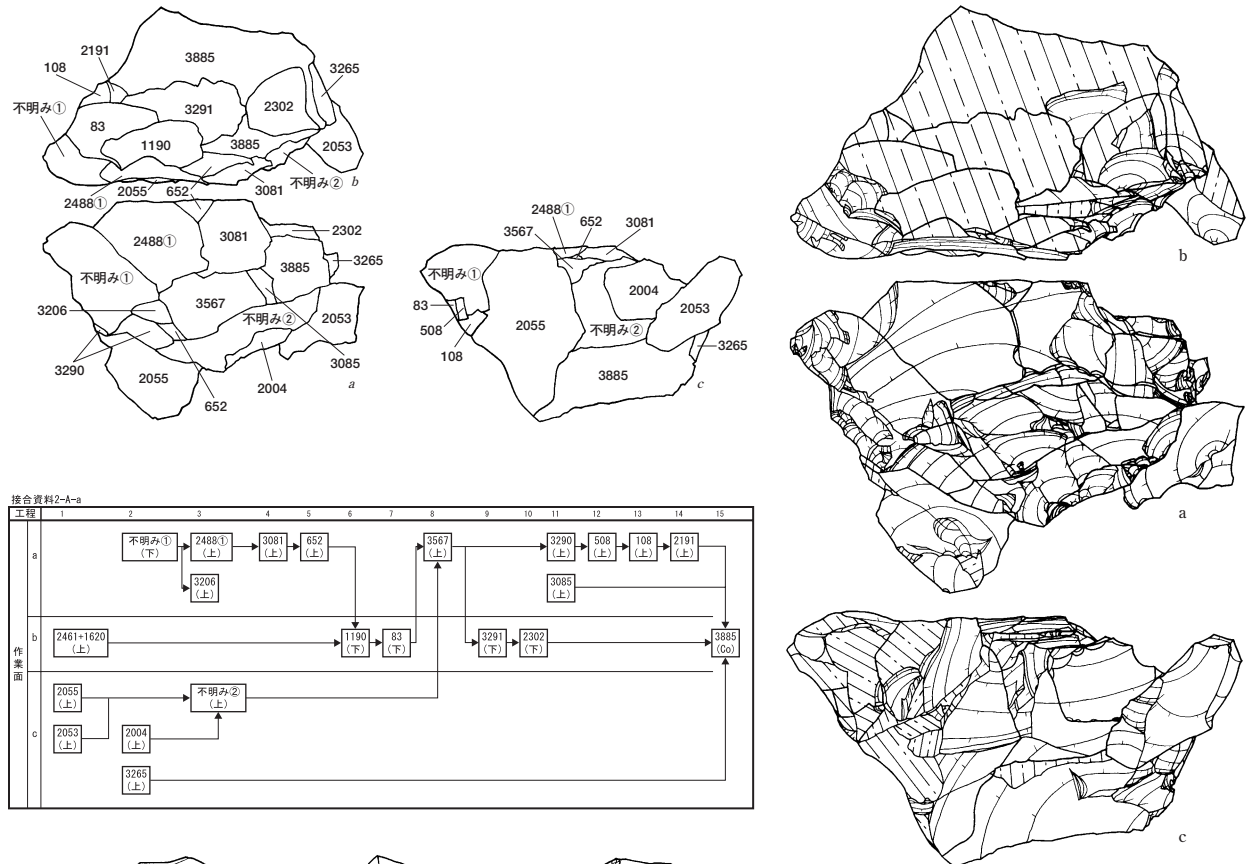 3885
2191
108
3265
不明み①
3291
2302
83
1190
3885
2053
不明み② b
3081
2055 652
2488①
2488①
3081
2302
3885
3265
不明み①
3206
3567
不明み②
2053
3290
2055
3085
2004
a
652
2488①
652
3081
3567
不明み①
2004
83
2053
508
2055
不明み②
108
3265
3885
c
b
a
c
接合資料2-A-a
工程 1 2 3 4 5 6 7 8 9 10 11 12 13 14 15
作業面
a
不明み①
(下)
2488①
(上)
3081
(上)
652
(上)
3567
(上)
3290
(上)
508
(上)
108
(上)
2191
(上)
3206
(上)
3085
(上)
b
2461+1620
(上)
1190
(下)
83
(下)
3291
(下)
2302
(下)
3885
(Co)
c
2055
(上)
不明み②
(上)
2053
(上)
2004
(上)
3265
(上)